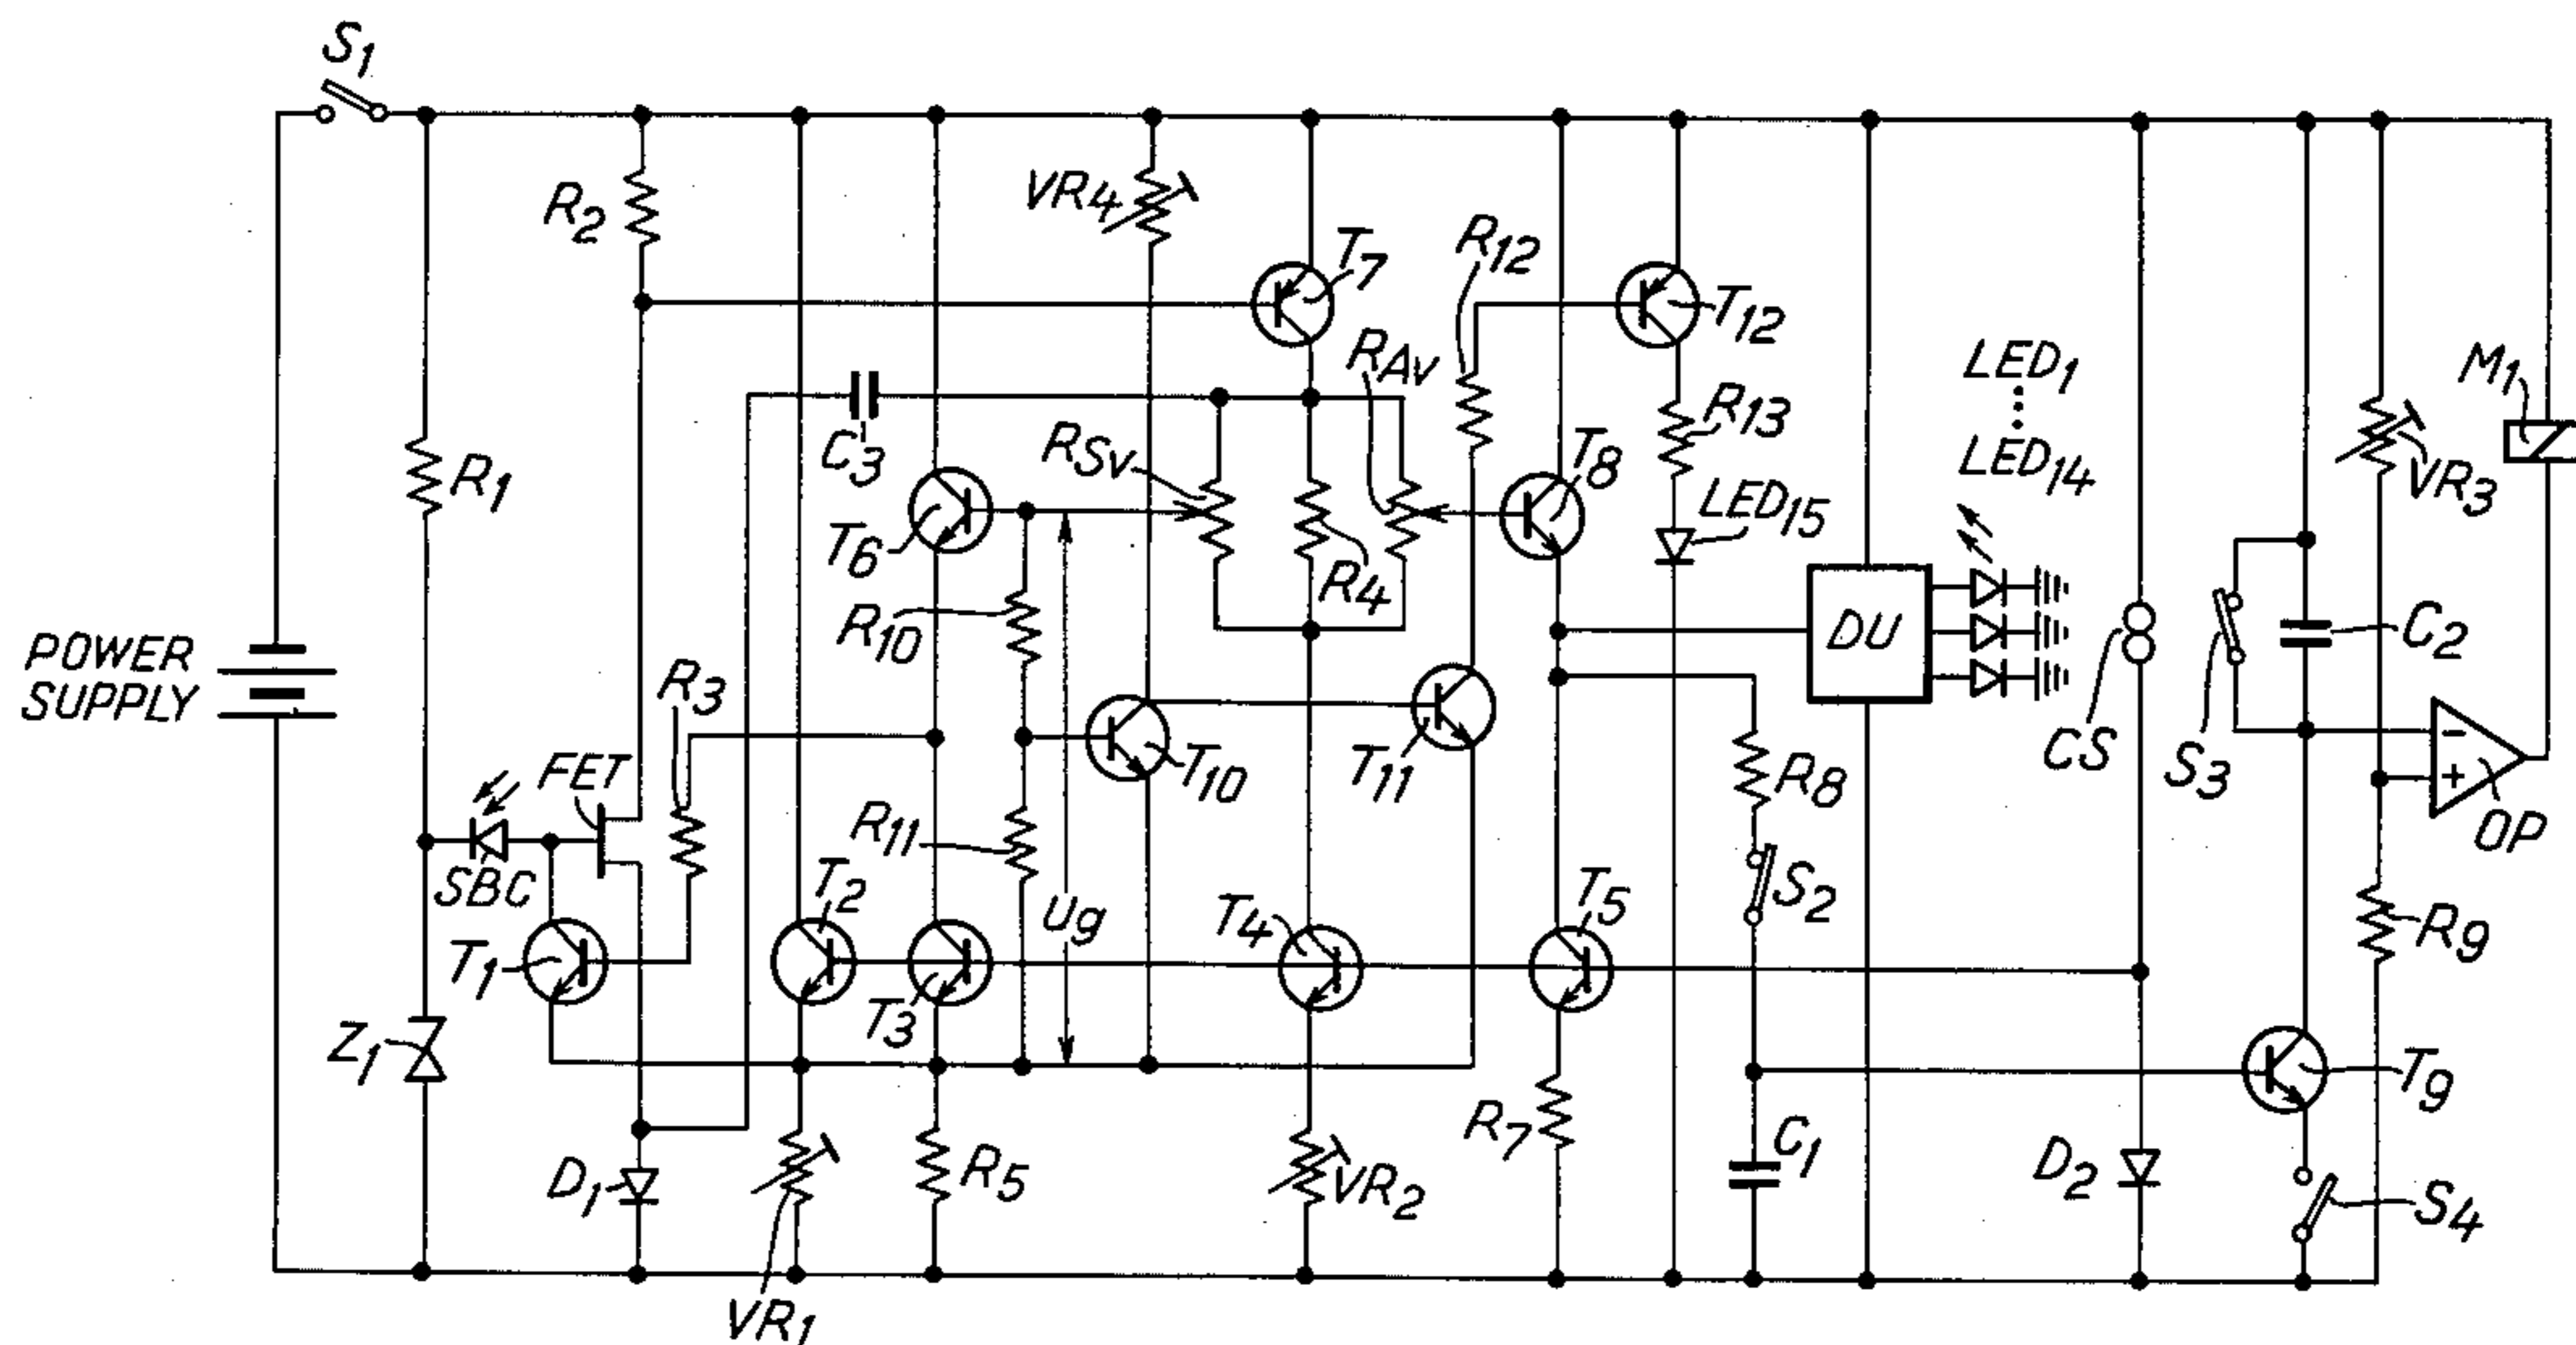 S1
R2
VR4
T7
R12
T12
RAV
LED1
LED14
M1
R1
C3
RSV
R13
T8
LED15
VR3
T6
R4
POWER
SUPPLY
R10
R3
DU
C2
FET
T10
T11
CS
S3
R8
OP
SBC
R11
T2
Ug
T4
T5
S2
R9
T1
T3
Z1
T9
R7
C1
D1
R5
VR2
D2
S4
VR1